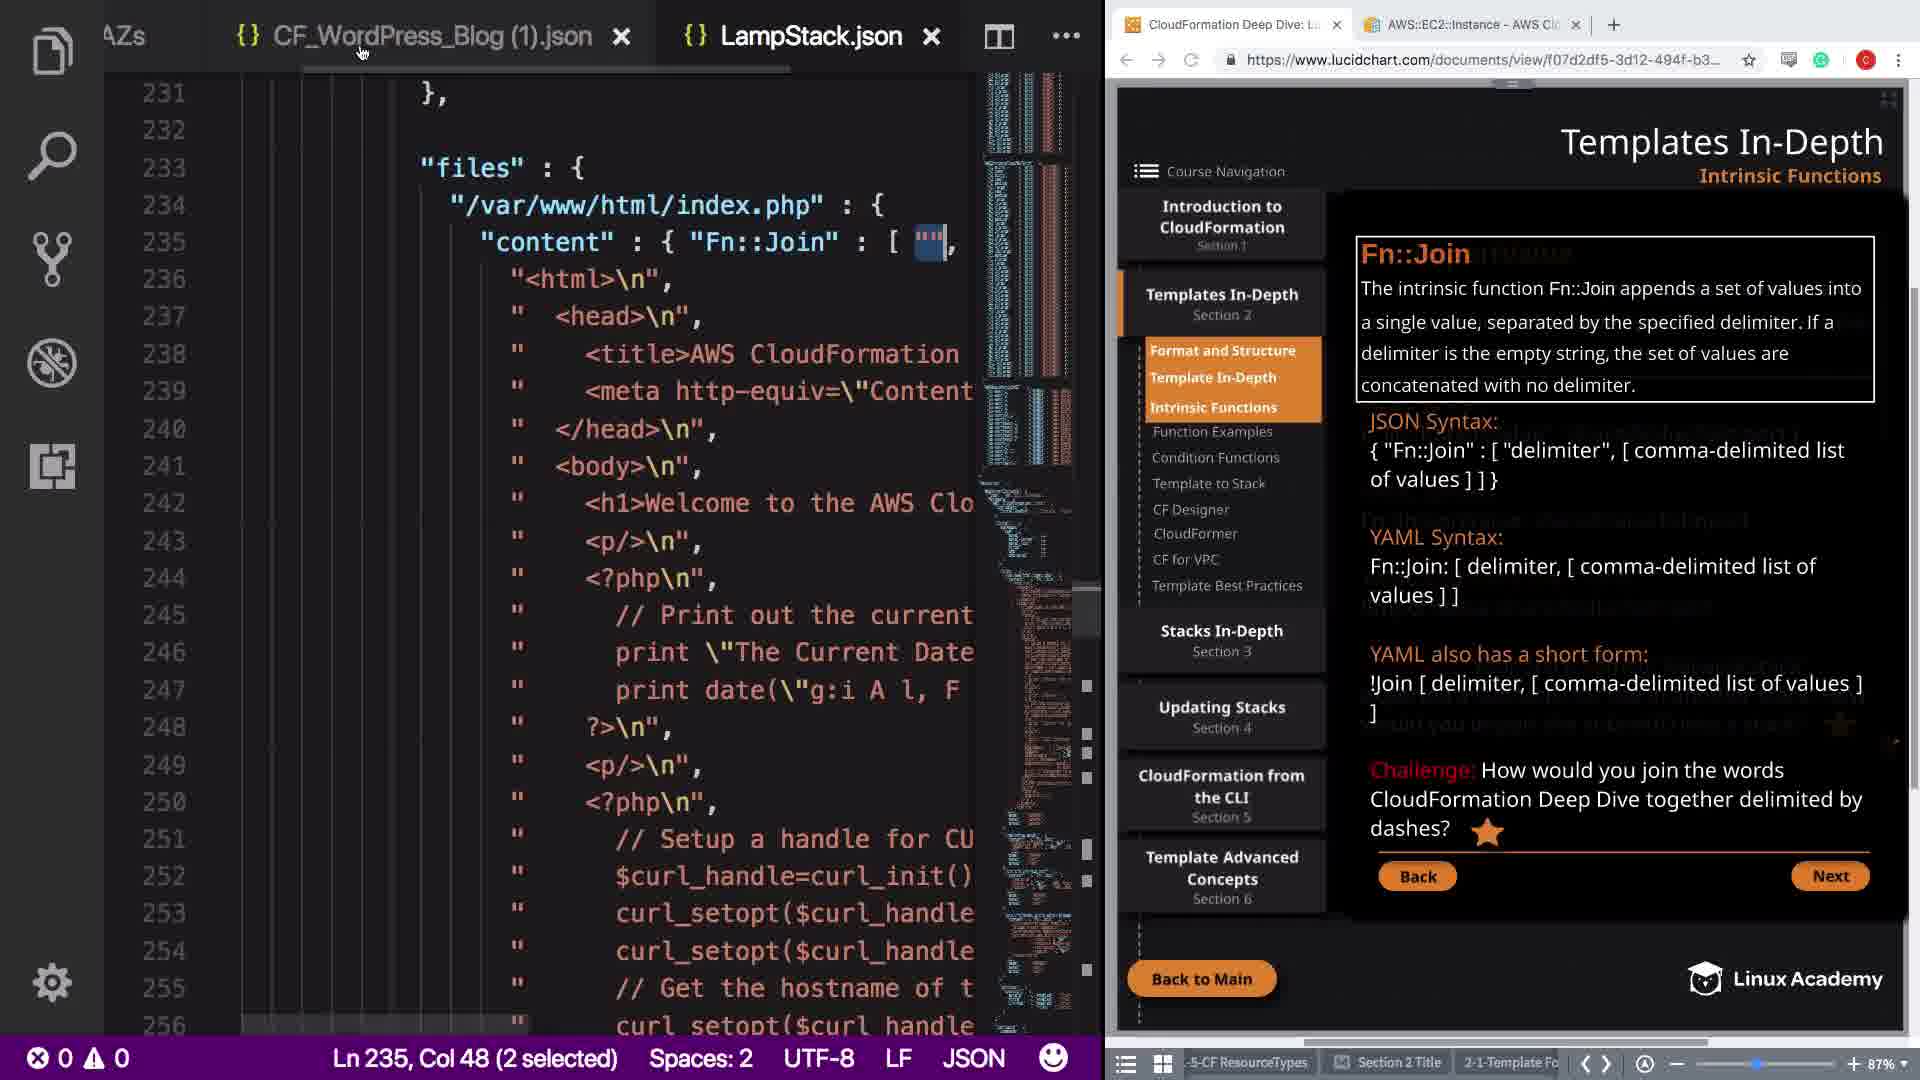 AZs
{} CF_WordPress_Blog (1).json
{} LampStack.json
CloudFormation Deep Dive: L
AWS::EC2::Instance - AWS Cl
https://www.lucidchart.com/documents/view/f07d2df5-3d12-494f-b3...
C
231 },
232
233 "files" : {
234 "/var/www/html/index.php" : {
235 "content" : { "Fn::Join" : [ "",
236 "<html>\n",
237 "  <head>\n",
238 "    <title>AWS CloudFormation
239 "    <meta http-equiv=\"Content
240 "  </head>\n",
241 "  <body>\n",
242 "    <h1>Welcome to the AWS Clo
243 "    <p/>\n",
244 "    <?php\n",
245 "      // Print out the current
246 "      print \"The Current Date
247 "      print date(\"g:i A l, F
248 "    ?>\n",
249 "    <p/>\n",
250 "    <?php\n",
251 "      // Setup a handle for CU
252 "      $curl_handle=curl_init()
253 "      curl_setopt($curl_handle
254 "      curl_setopt($curl_handle
255 "      // Get the hostname of t
256 "      curl_setopt($curl_handle
0 0 Ln 235, Col 48 (2 selected) Spaces: 2 UTF-8 LF JSON
Templates In-Depth
Intrinsic Functions
Course Navigation
Introduction to
CloudFormation
Section 1
Templates In-Depth
Section 2
Format and Structure
Template In-Depth
Intrinsic Functions
Function Examples
Condition Functions
Template to Stack
CF Designer
CloudFormer
CF for VPC
Template Best Practices
Stacks In-Depth
Section 3
Updating Stacks
Section 4
CloudFormation from
the CLI
Section 5
Template Advanced
Concepts
Section 6
Back to Main
Fn::Join
The intrinsic function Fn::Join appends a set of values into
a single value, separated by the specified delimiter. If a
delimiter is the empty string, the set of values are
concatenated with no delimiter.
JSON Syntax:
{ "Fn::Join" : [ "delimiter", [ comma-delimited list
of values ] ] }
YAML Syntax:
Fn::Join: [ delimiter, [ comma-delimited list of
values ] ]
YAML also has a short form:
!Join [ delimiter, [ comma-delimited list of values ]
]
Challenge: How would you join the words
CloudFormation Deep Dive together delimited by
dashes?
Back
Next
Linux Academy
-5-CF ResourceTypes
Section 2 Title
2-1-Template Fo
87%